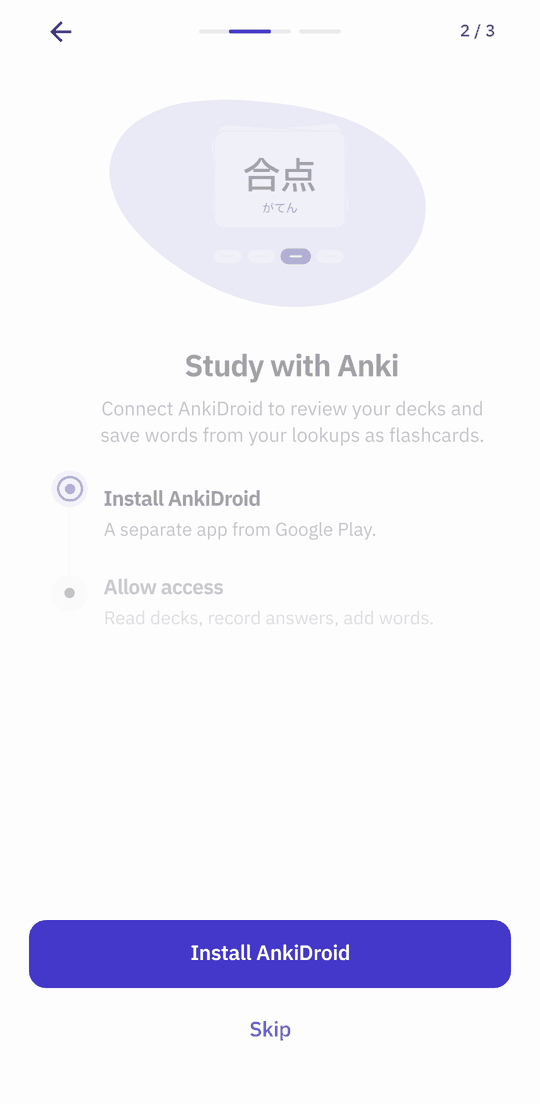 2 / 3
合点
がてん
Study with Anki
Connect AnkiDroid to review your decks and
save words from your lookups as flashcards.
Install AnkiDroid
A separate app from Google Play.
Allow access
Read decks, record answers, add words.
Install AnkiDroid
Skip